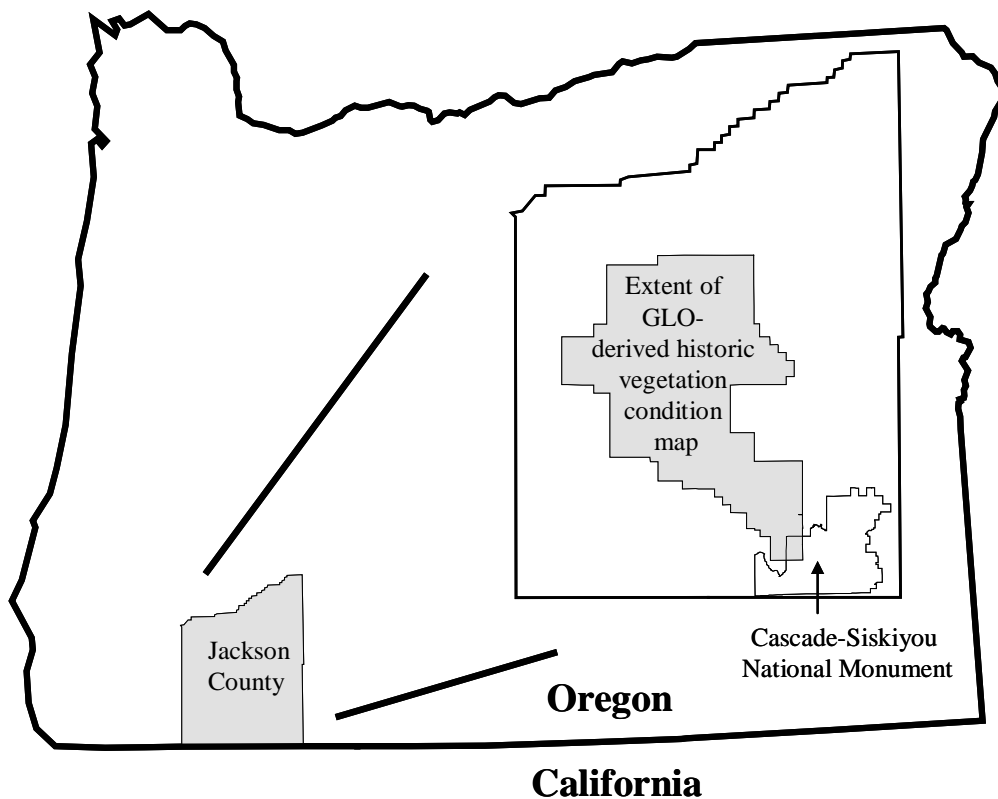 Extent of
GLO-
derived historic
vegetation
condition
map
Jackson
County
Cascade-Siskiyou
National Monument
Oregon
California